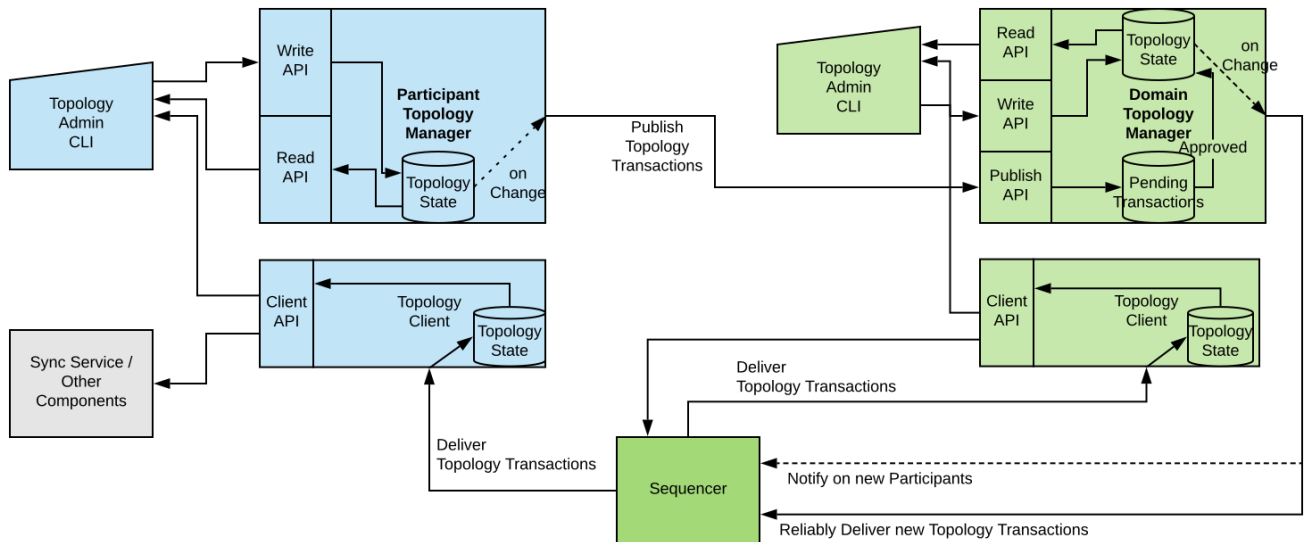 Topology
Admin
CLI
Write
API
Read
API
Participant
Topology
Manager
Topology
State
on
Change
Publish
Topology
Transactions
Topology
Admin
CLI
Read
API
Write
API
Publish
API
Topology
State
on
Change
Domain
Topology
Manager
Approved
Pending
Transactions
Client
API
Topology
Client
Topology
State
Sync Service /
Other
Components
Client
API
Topology
Client
Topology
State
Deliver
Topology Transactions
Deliver
Topology Transactions
Sequencer
Notify on new Participants
Reliably Deliver new Topology Transactions